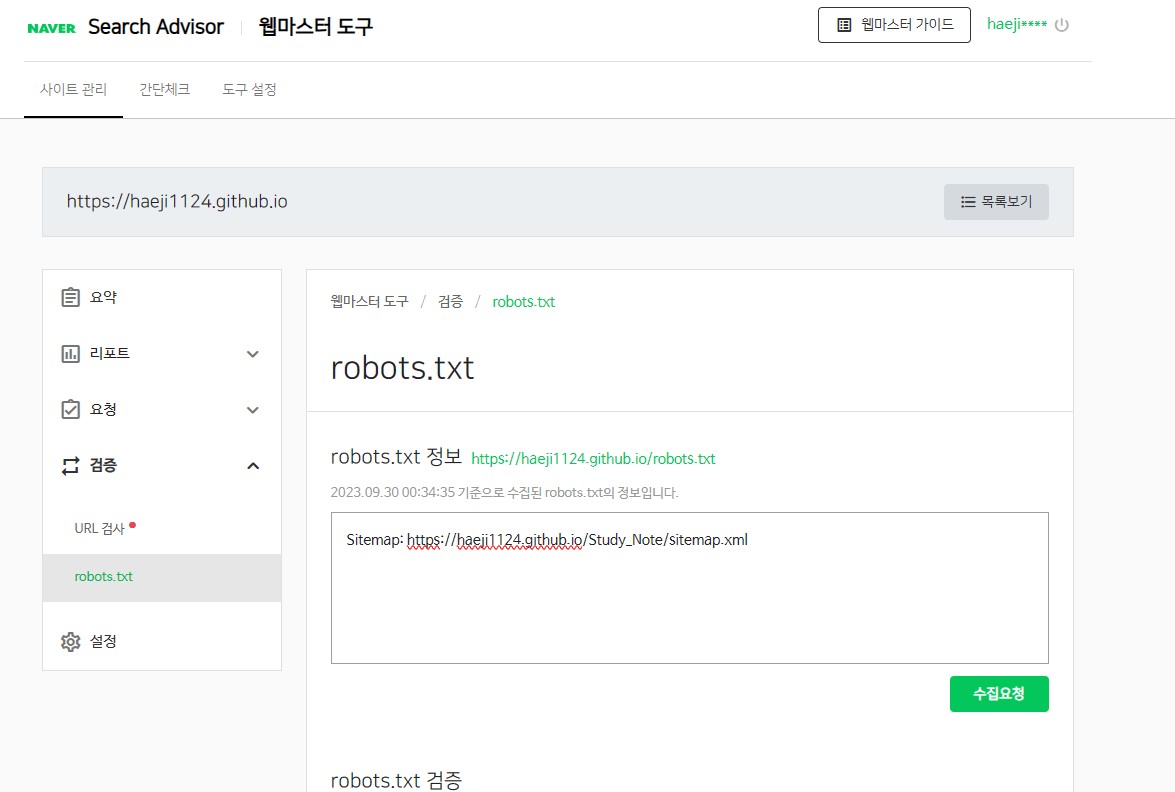 NAVER Search Advisor 웹마스터 도구
웹마스터 가이드
haeji****
사이트 관리 간단체크 도구 설정
https://haeji1124.github.io
목록보기
요약
리포트
요청
검증
URL 검사
robots.txt
설정
웹마스터 도구 / 검증 / robots.txt
robots.txt
robots.txt 정보 https://haeji1124.github.io/robots.txt
2023.09.30 00:34:35 기준으로 수집된 robots.txt의 정보입니다.
Sitemap: https://haeji1124.github.io/Study_Note/sitemap.xml
수집요청
robots.txt 검증